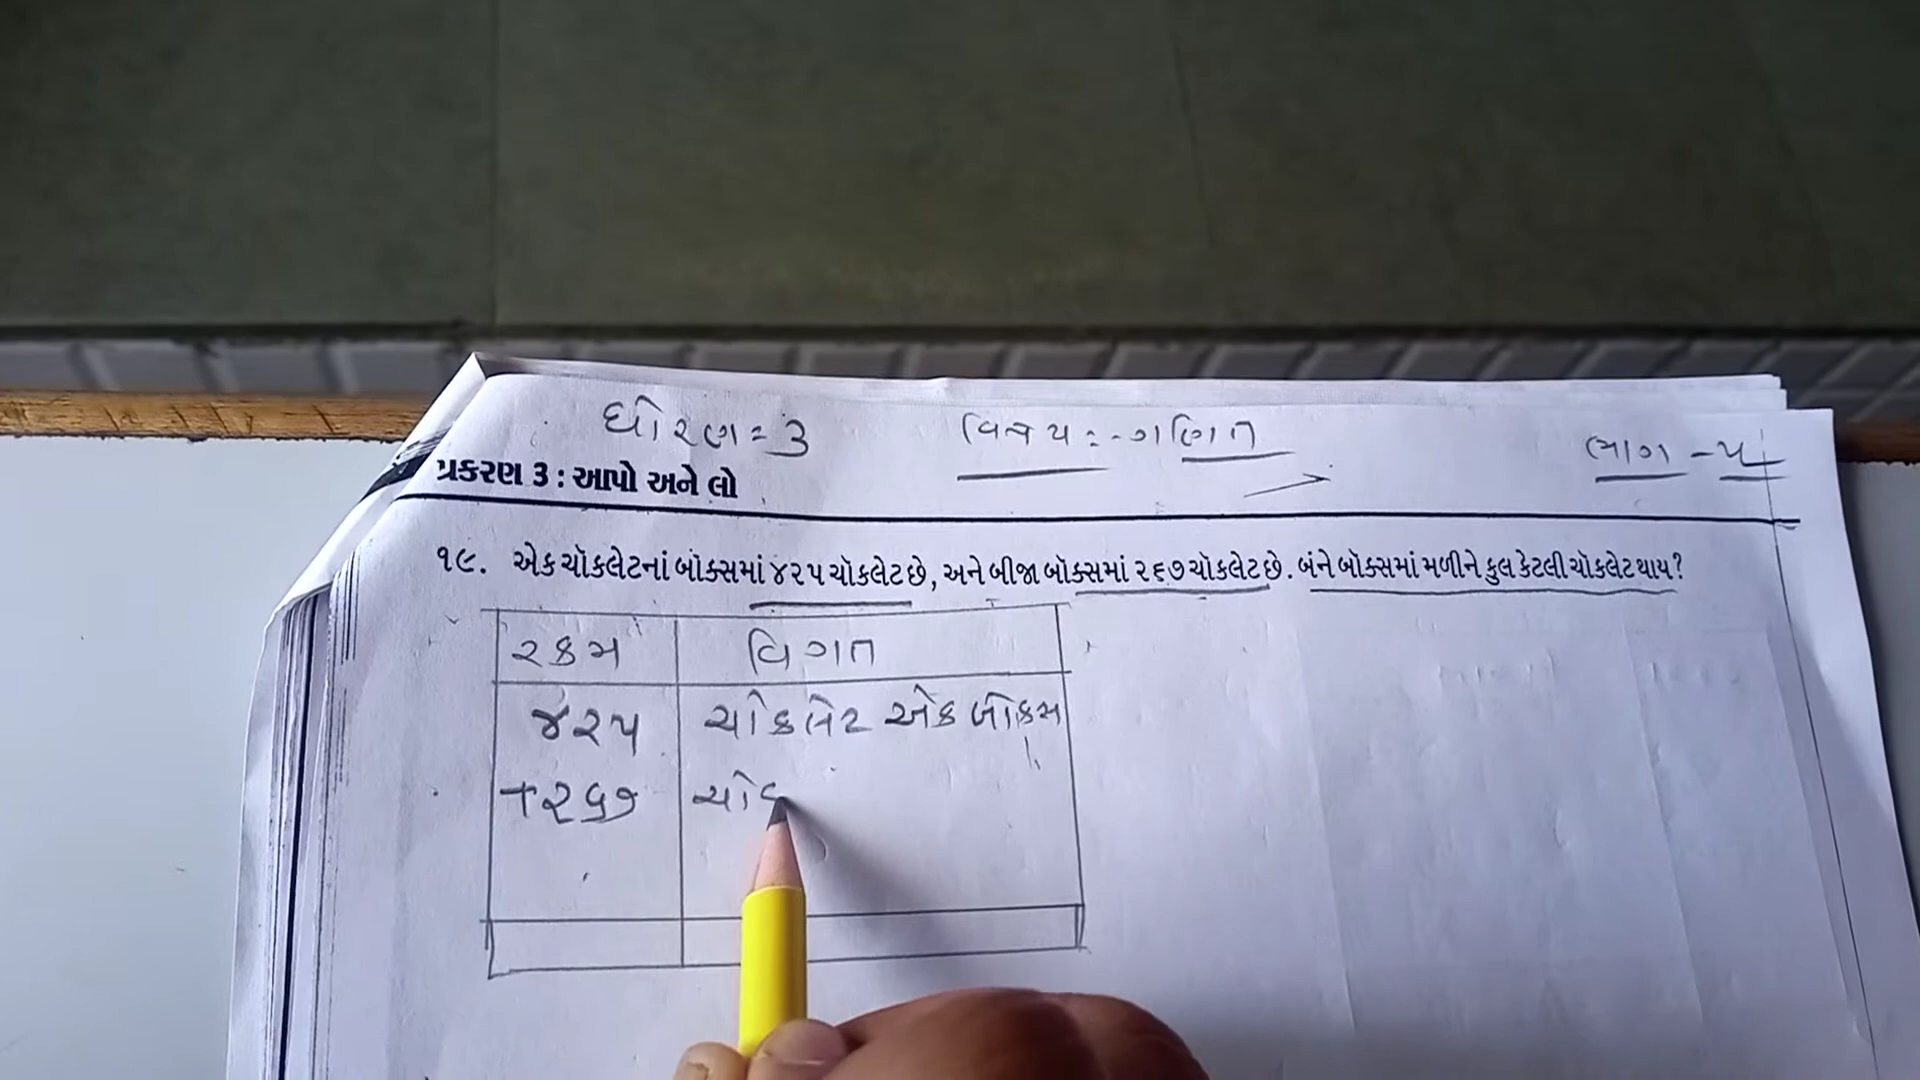 ધોરણ = 3 વિષય :- ગણિત ભાગ - ૫
પ્રકરણ 3 : આપો અને લો
૧૯. એક ચૉકલેટનાં બૉક્સમાં ૪૨૫ ચૉકલેટ છે, અને બીજા બૉક્સમાં ૨૬૭ ચૉકલેટ છે. બંને બૉક્સમાં મળીને કુલ કેટલી ચૉકલેટ થાય?
રકમ વિગત
૪૨૫ ચોકલેટ એક બોક્સ
+૨૬૭ ચોક